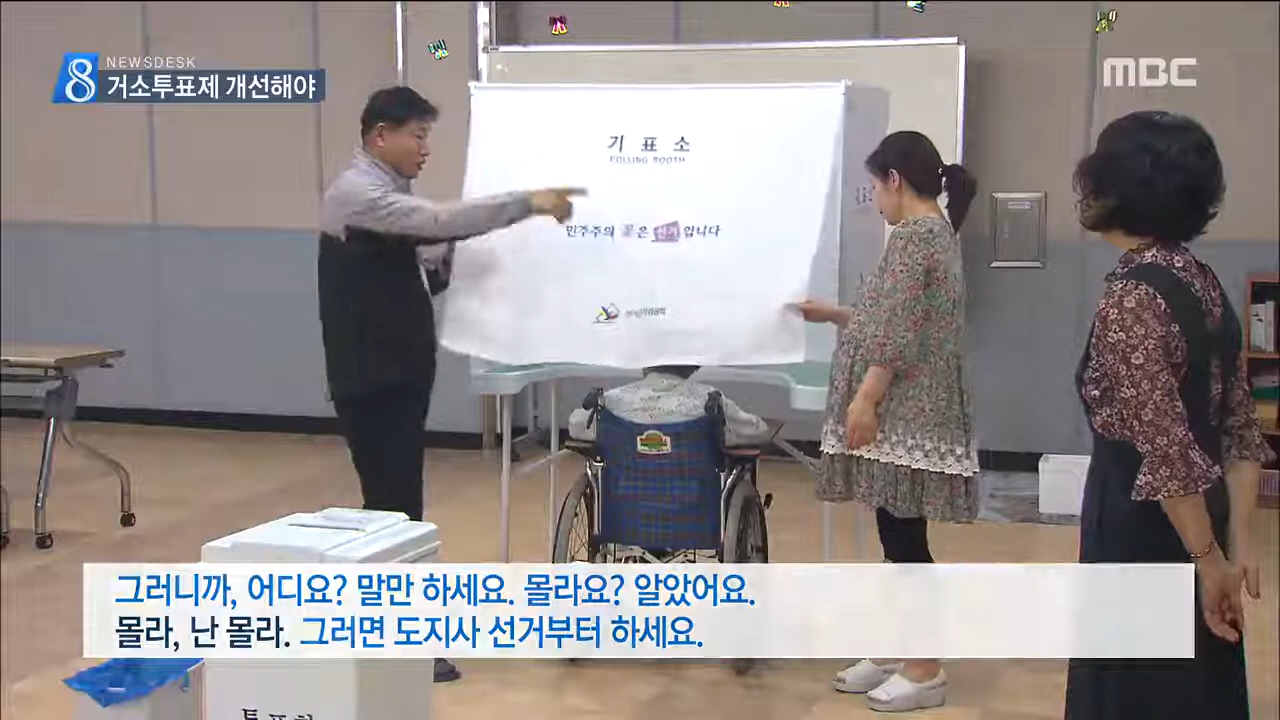 NEWSDESK
8 거소투표제 개선해야
MBC
기 표 소
POLLING BOOTH
민주주의 꽃은 선거입니다
그러니까, 어디요? 말만 하세요. 몰라요? 알았어요.
몰라, 난 몰라. 그러면 도지사 선거부터 하세요.